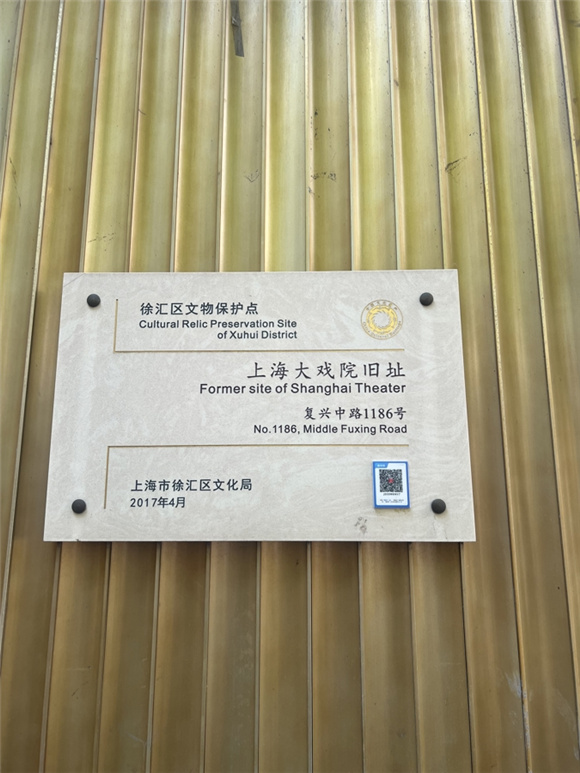 徐汇区文物保护点
Cultural Relic Preservation Site
of Xuhui District
上海大戏院旧址
Former site of Shanghai Theater
复兴中路1186号
No.1186, Middle Fuxing Road
上海市徐汇区文化局
2017年4月